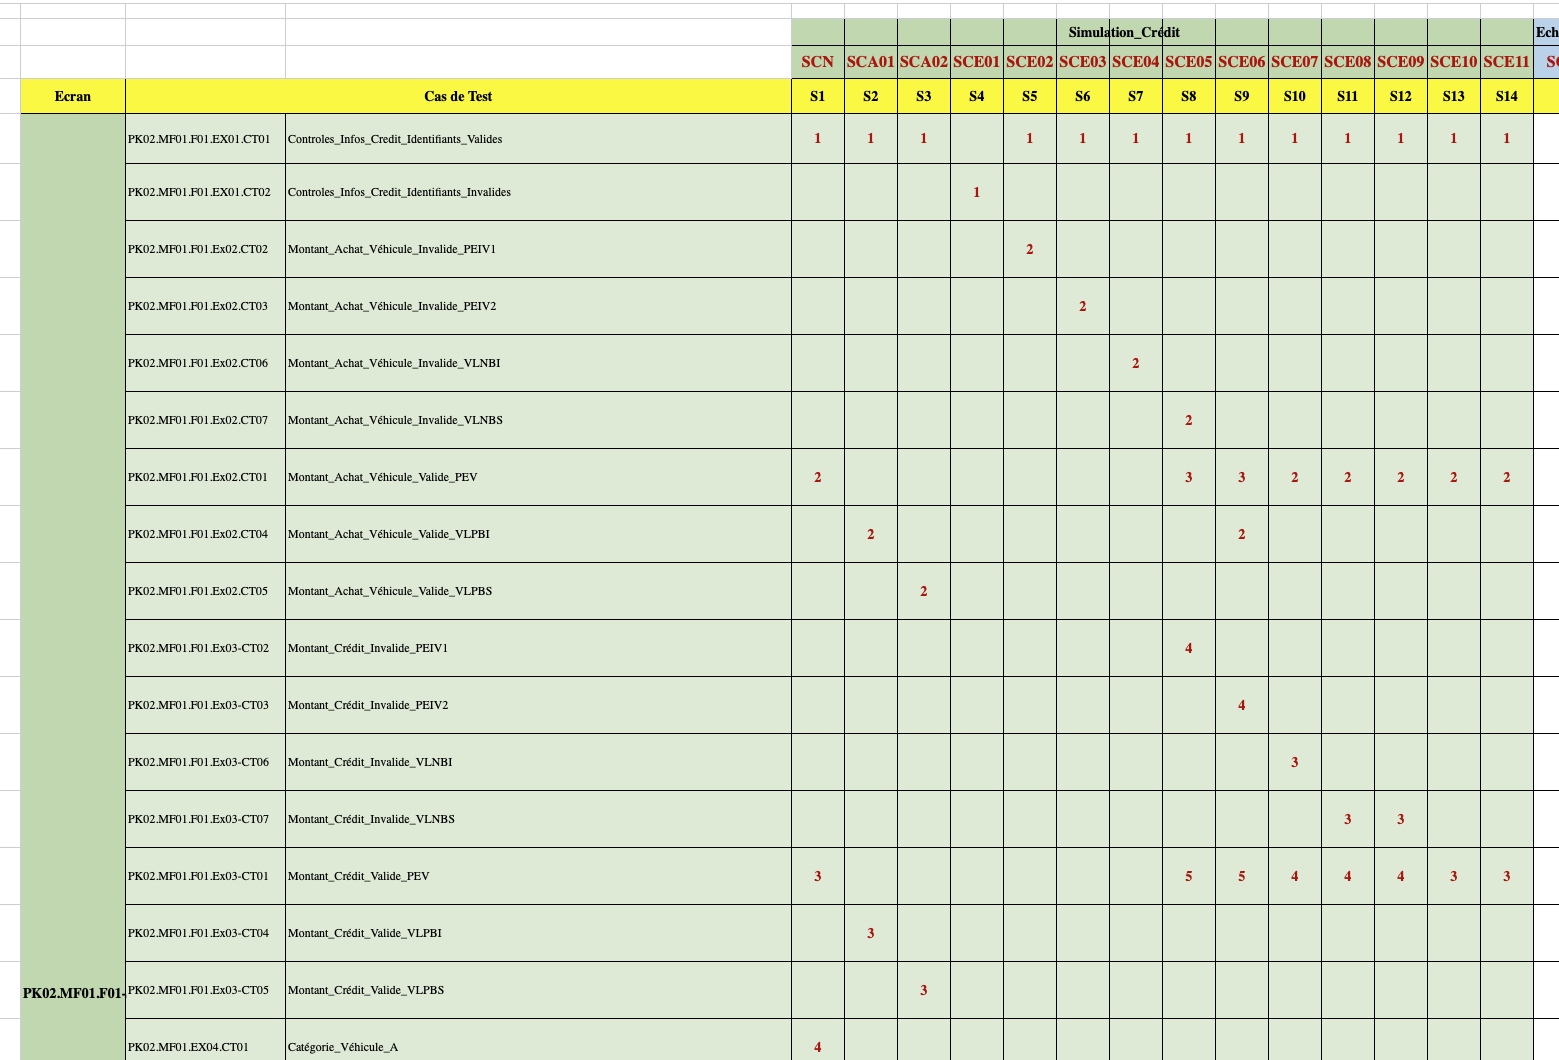 Simulation_Crédit Ech
SCN SCA01 SCA02 SCE01 SCE02 SCE03 SCE04 SCE05 SCE06 SCE07 SCE08 SCE09 SCE10 SCE11 SC
Ecran Cas de Test S1 S2 S3 S4 S5 S6 S7 S8 S9 S10 S11 S12 S13 S14
PK02.MF01.F01.EX01.CT01 Controles_Infos_Credit_Identifiants_Valides 1 1 1 1 1 1 1 1 1 1 1 1 1
PK02.MF01.F01.EX01.CT02 Controles_Infos_Credit_Identifiants_Invalides 1
PK02.MF01.F01.Ex02.CT02 Montant_Achat_Véhicule_Invalide_PEIV1 2
PK02.MF01.F01.Ex02.CT03 Montant_Achat_Véhicule_Invalide_PEIV2 2
PK02.MF01.F01.Ex02.CT06 Montant_Achat_Véhicule_Invalide_VLNBI 2
PK02.MF01.F01.Ex02.CT07 Montant_Achat_Véhicule_Invalide_VLNBS 2
PK02.MF01.F01.Ex02.CT01 Montant_Achat_Véhicule_Valide_PEV 2 3 3 2 2 2 2 2
PK02.MF01.F01.Ex02.CT04 Montant_Achat_Véhicule_Valide_VLPBI 2 2
PK02.MF01.F01.Ex02.CT05 Montant_Achat_Véhicule_Valide_VLPBS 2
PK02.MF01.F01.Ex03-CT02 Montant_Crédit_Invalide_PEIV1 4
PK02.MF01.F01.Ex03-CT03 Montant_Crédit_Invalide_PEIV2 4
PK02.MF01.F01.Ex03-CT06 Montant_Crédit_Invalide_VLNBI 3
PK02.MF01.F01.Ex03-CT07 Montant_Crédit_Invalide_VLNBS 3 3
PK02.MF01.F01.Ex03-CT01 Montant_Crédit_Valide_PEV 3 5 5 4 4 4 3 3
PK02.MF01.F01.Ex03-CT04 Montant_Crédit_Valide_VLPBI 3
PK02.MF01.F01- PK02.MF01.F01.Ex03-CT05 Montant_Crédit_Valide_VLPBS 3
PK02.MF01.EX04.CT01 Catégorie_Véhicule_A 4